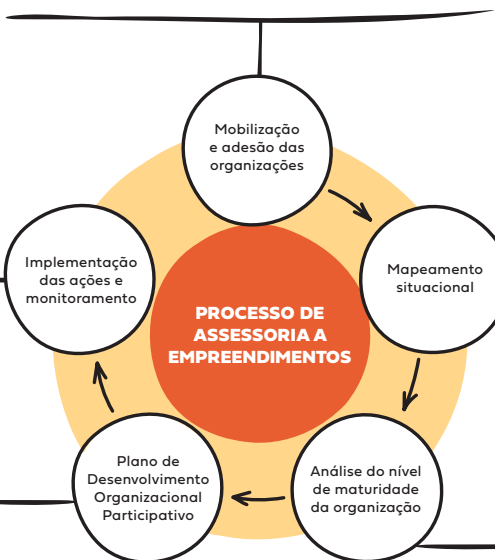 Mobilização
e adesão das
organizações
Mapeamento
situacional
Análise do nível
de maturidade
da organização
Plano de
Desenvolvimento
Organizacional
Participativo
Implementação
das ações e
monitoramento
PROCESSO DE
ASSESSORIA A
EMPREENDIMENTOS